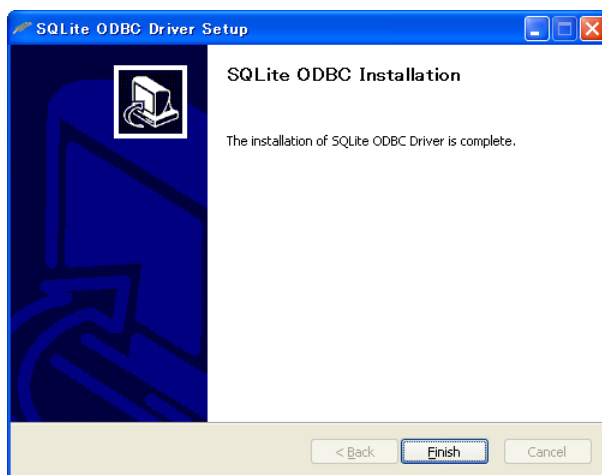 SQLite ODBC Driver Setup
SQLite ODBC Installation
The installation of SQLite ODBC Driver is complete.
< Back
Finish
Cancel